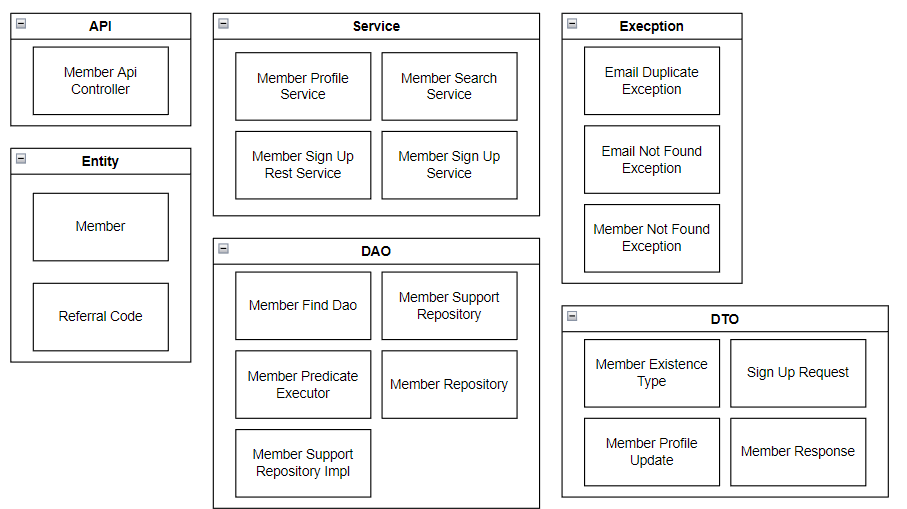 API
Member Api
Controller
Entity
Member
Referral Code
Service
Member Profile
Service
Member Search
Service
Member Sign Up
Rest Service
Member Sign Up
Service
DAO
Member Find Dao
Member Support
Repository
Member Predicate
Executor
Member Repository
Member Support
Repository Impl
Execption
Email Duplicate
Exception
Email Not Found
Exception
Member Not Found
Exception
DTO
Member Existence
Type
Sign Up Request
Member Profile
Update
Member Response